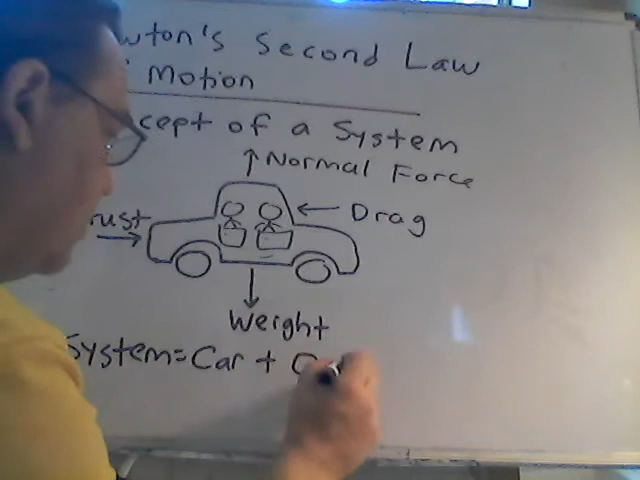 wton's Second Law
Motion
cept of a System
Normal Force
rust
Drag
Weight
System=Car +